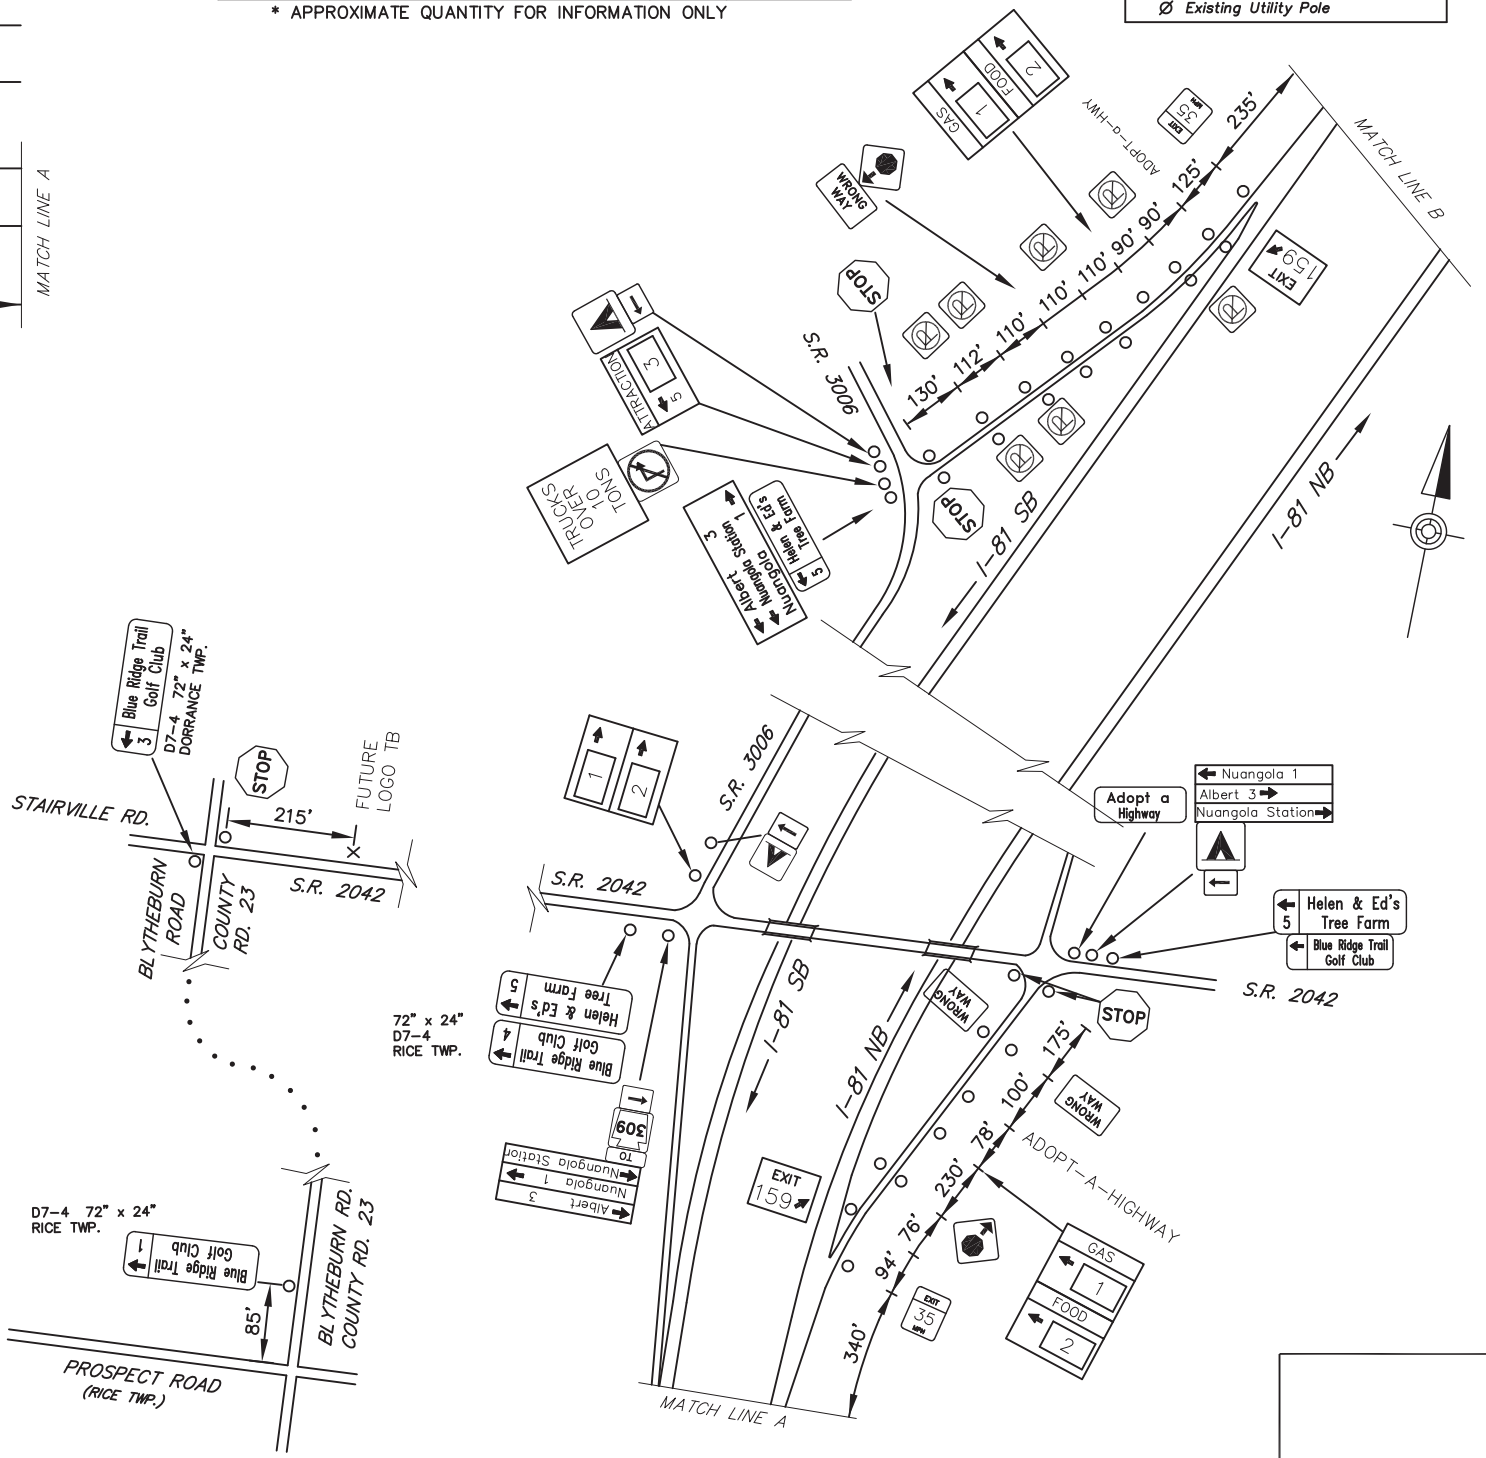 * APPROXIMATE QUANTITY FOR INFORMATION ONLY
Ø Existing Utility Pole
MATCH LINE A
GAS
1
FOOD
2
ADOPT-a-HWY
EXIT
35
MPH
235'
125'
90'
90'
110'
110'
110'
110'
112'
130'
MATCH LINE B
WRONG
WAY
STOP
P
P
P
P
P
P
P
EXIT
159
S.R. 3006
ATTRACTION
3
5
TRUCKS
OVER
10
TONS
Albert 3
Nuangola Station 1
Nuangola
5
Helen & Ed's
Tree Farm
STOP
I-81 SB
I-81 NB
3
Blue Ridge Trail
Golf Club
D7-4 72" x 24"
DORRANCE TWP.
STOP
215'
FUTURE
LOGO TB
X
STAIRVILLE RD.
BLYTHEBURN
ROAD
COUNTY
RD. 23
S.R. 2042
1
2
S.R. 3006
S.R. 2042
Adopt a
Highway
Nuangola 1
Albert 3
Nuangola Station
5
Helen & Ed's
Tree Farm
Blue Ridge Trail
Golf Club
S.R. 2042
STOP
WRONG
WAY
Helen & Ed's
Tree Farm
5
Blue Ridge Trail
Golf Club
4
72" x 24"
D7-4
RICE TWP.
TO
309
Albert 3
Nuangola 1
Nuangola Station
I-81 SB
I-81 NB
EXIT
159
175'
100'
78'
230'
76'
94'
340'
WRONG
WAY
ADOPT-A-HIGHWAY
EXIT
35
MPH
GAS
1
FOOD
2
MATCH LINE A
D7-4 72" x 24"
RICE TWP.
Blue Ridge Trail
Golf Club
1
85'
BLYTHEBURN RD.
COUNTY RD. 23
PROSPECT ROAD
(RICE TWP.)